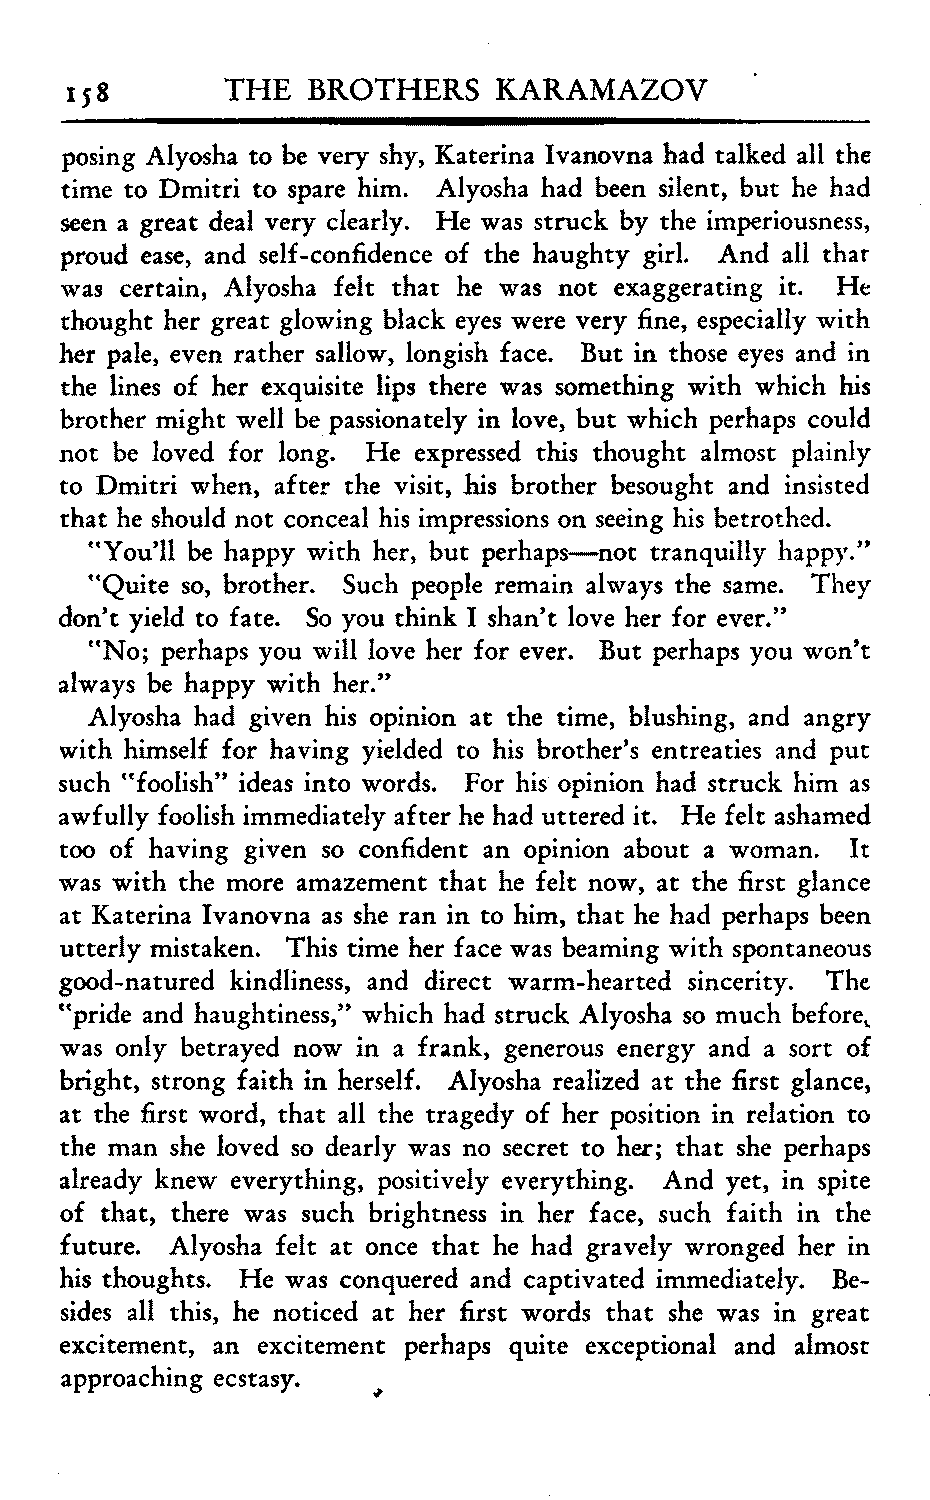 158 THE BROTHERS KARAMAZOV
posing Alyosha to be very shy, Katerina Ivanovna had talked all the
time to Dmitri to spare him. Alyosha had been silent, but he had
seen a great deal very clearly. He was struck by the imperiousness,
proud ease, and self-confidence of the haughty girl. And all that
was certain, Alyosha felt that he was not exaggerating it. He
thought her great glowing black eyes were very fine, especially with
her pale, even rather sallow, longish face. But in those eyes and in
the lines of her exquisite lips there was something with which his
brother might well be passionately in love, but which perhaps could
not be loved for long. He expressed this thought almost plainly
to Dmitri when, after the visit, his brother besought and insisted
that he should not conceal his impressions on seeing his betrothed.
"You'll be happy with her, but perhaps—not tranquilly happy."
"Quite so, brother. Such people remain always the same. They
don't yield to fate. So you think I shan't love her for ever."
"No; perhaps you will love her for ever. But perhaps you won't
always be happy with her."
Alyosha had given his opinion at the time, blushing, and angry
with himself for having yielded to his brother's entreaties and put
such "foolish" ideas into words. For his opinion had struck him as
awfully foolish immediately after he had uttered it. He felt ashamed
too of having given so confident an opinion about a woman. It
was with the more amazement that he felt now, at the first glance
at Katerina Ivanovna as she ran in to him, that he had perhaps been
utterly mistaken. This time her face was beaming with spontaneous
good-natured kindliness, and direct warm-hearted sincerity. The
"pride and haughtiness," which had struck Alyosha so much before,
was only betrayed now in a frank, generous energy and a sort of
bright, strong faith in herself. Alyosha realized at the first glance,
at the first word, that all the tragedy of her position in relation to
the man she loved so dearly was no secret to her; that she perhaps
already knew everything, positively everything. And yet, in spite
of that, there was such brightness in her face, such faith in the
future. Alyosha felt at once that he had gravely wronged her in
his thoughts. He was conquered and captivated immediately. Be-
sides all this, he noticed at her first words that she was in great
excitement, an excitement perhaps quite exceptional and almost
approaching ecstasy.